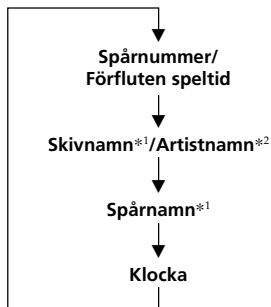 Spårnummer/
Förfluten speltid
Skivnamn*1/Artistnamn*2
Spårnamn*1
Klocka